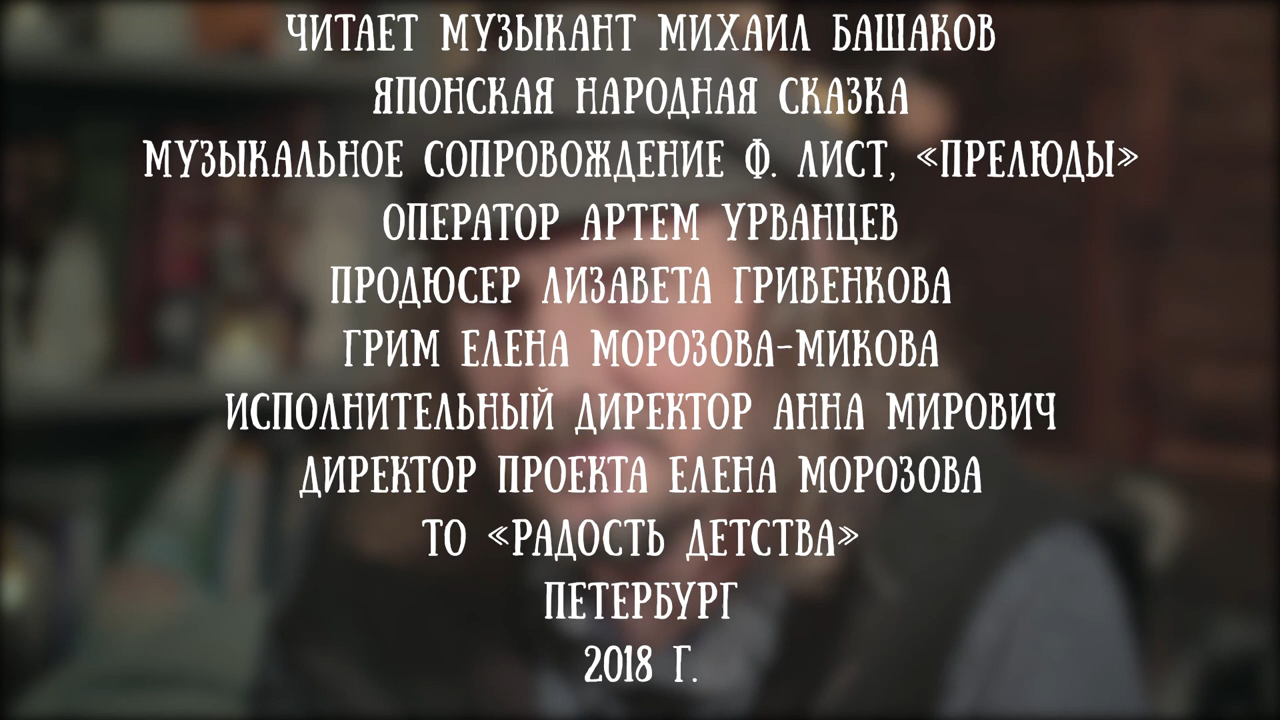 ЧИТАЕТ МУЗЫКАНТ МИХАИЛ БАШАКОВ
ЯПОНСКАЯ НАРОДНАЯ СКАЗКА
МУЗЫКАЛЬНОЕ СОПРОВОЖДЕНИЕ Ф. ЛИСТ, «ПРЕЛЮДЫ»
ОПЕРАТОР АРТЕМ УРВАНЦЕВ
ПРОДЮСЕР ЛИЗАВЕТА ГРИВЕНКОВА
ГРИМ ЕЛЕНА МОРОЗОВА-МИКОВА
ИСПОЛНИТЕЛЬНЫЙ ДИРЕКТОР АННА МИРОВИЧ
ДИРЕКТОР ПРОЕКТА ЕЛЕНА МОРОЗОВА
ТО «РАДОСТЬ ДЕТСТВА»
ПЕТЕРБУРГ
2018 Г.